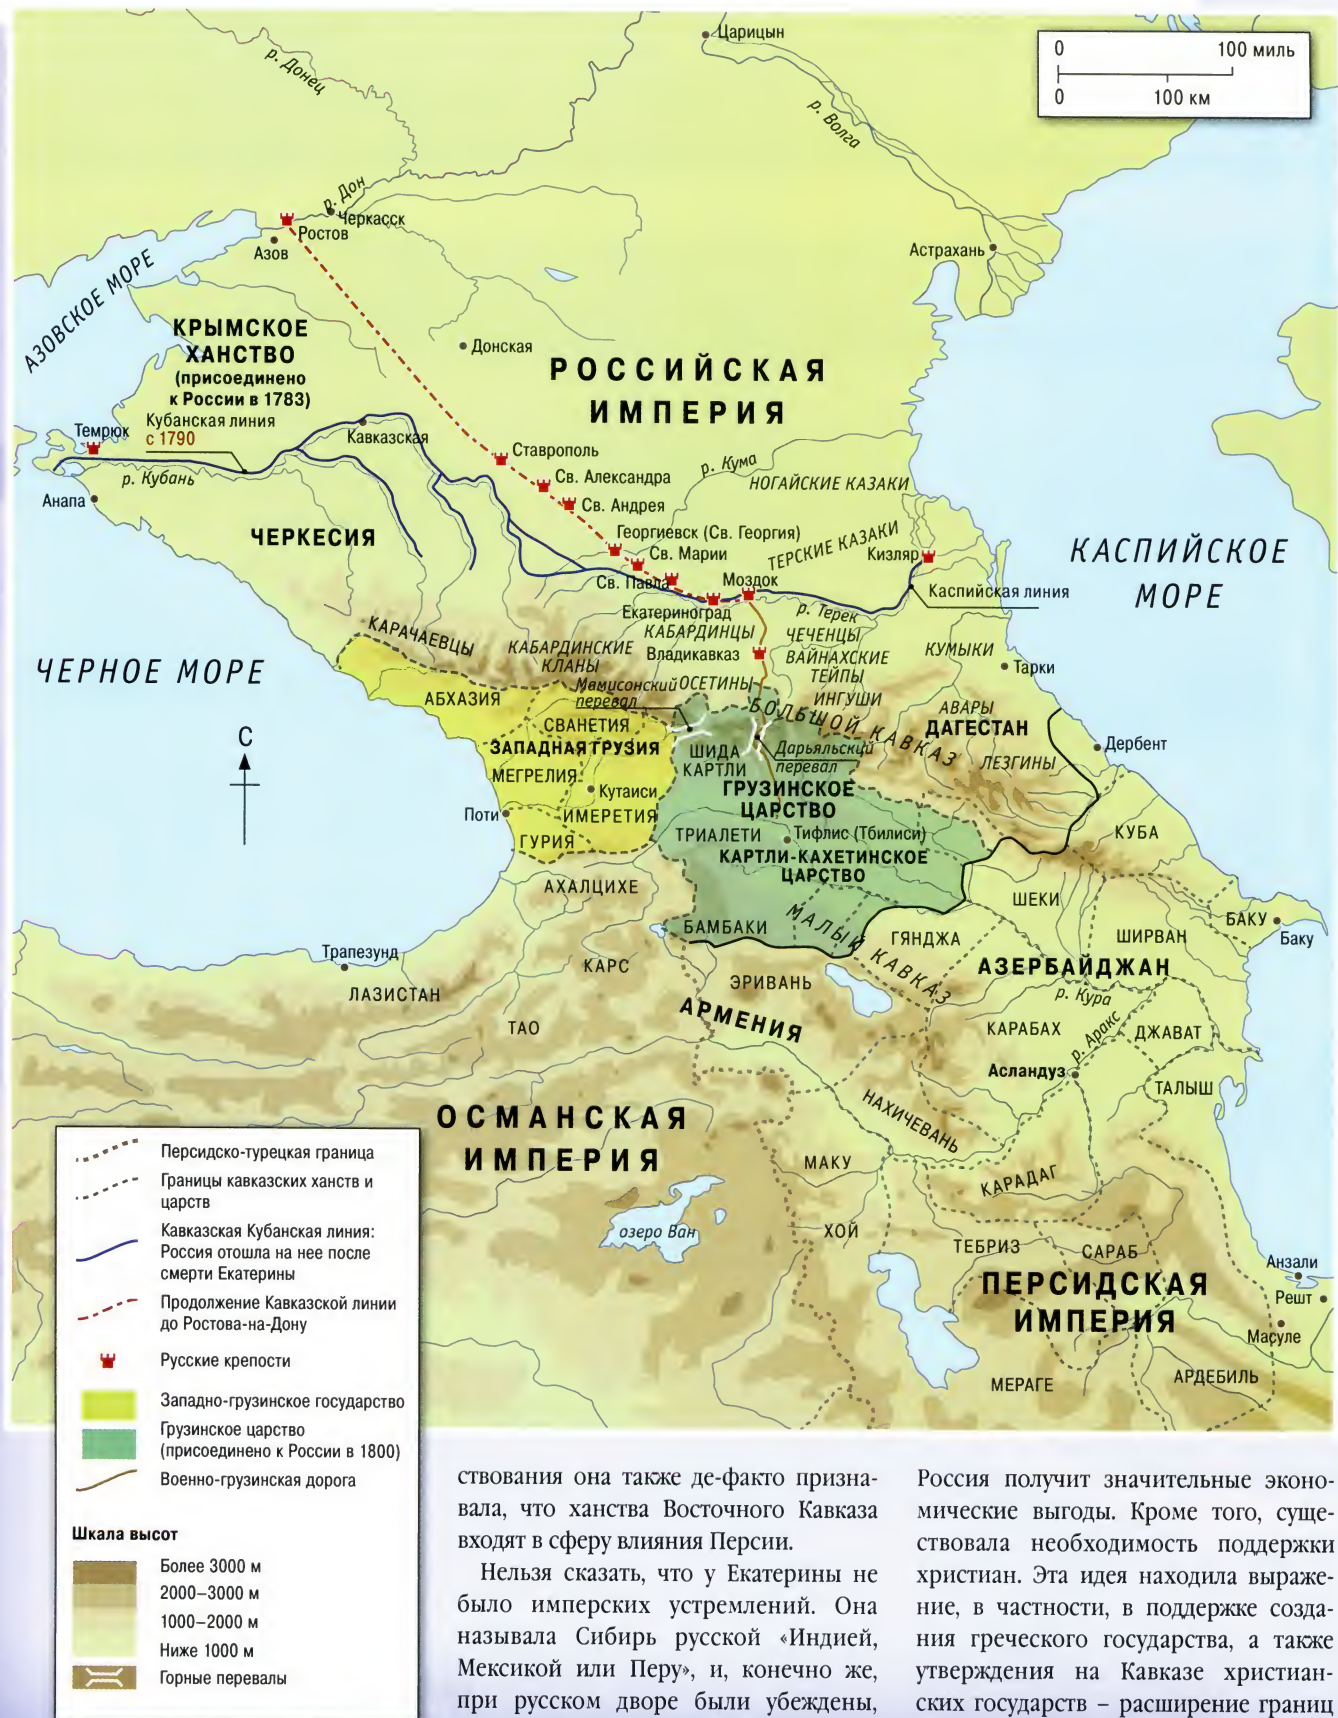 Царицын
0 100 миль
0 100 км
р. Донец
р. Волга
р. Дон
Черкасск
Ростов
Азов
Астрахань
АЗОВСКОЕ МОРЕ
КРЫМСКОЕ
ХАНСТВО
(присоединено
к России в 1783)
Донская
РОССИЙСКАЯ
ИМПЕРИЯ
Темрюк
Кубанская линия
с 1790
Кавказская
р. Кубань
Анапа
Ставрополь
Св. Александра
Св. Андрея
р. Кума
НОГАЙСКИЕ КАЗАКИ
ЧЕРКЕСИЯ
Георгиевск (Св. Георгия)
Св. Марии
ТЕРСКИЕ КАЗАКИ
Кизляр
КАСПИЙСКОЕ
МОРЕ
Св. Павла
Моздок
Каспийская линия
Екатериноград
р. Терек
КАРАЧАЕВЦЫ
КАБАРДИНСКИЕ
КЛАНЫ
КАБАРДИНЦЫ
ЧЕЧЕНЦЫ
Владикавказ
ВАЙНАХСКИЕ
ТЕЙПЫ
КУМЫКИ
Тарки
ЧЕРНОЕ МОРЕ
АБХАЗИЯ
Мамисонский
перевал
ОСЕТИНЫ
ИНГУШИ
БОЛЬШОЙ КАВКАЗ
АВАРЫ
ДАГЕСТАН
СВАНЕТИЯ
ЗАПАДНАЯ ГРУЗИЯ
С
ШИДА
КАРТЛИ
Дарьяльский
перевал
ЛЕЗГИНЫ
Дербент
МЕГРЕЛИЯ
Кутаиси
ГРУЗИНСКОЕ
ЦАРСТВО
Поти
ИМЕРЕТИЯ
ГУРИЯ
ТРИАЛЕТИ
Тифлис (Тбилиси)
КАРТЛИ-КАХЕТИНСКОЕ
ЦАРСТВО
КУБА
АХАЛЦИХЕ
ШЕКИ
БАМБАКИ
МАЛЫЙ КАВКАЗ
ГЯНДЖА
ШИРВАН
БАКУ
Баку
Трапезунд
ЛАЗИСТАН
КАРС
ЭРИВАНЬ
АЗЕРБАЙДЖАН
АРМЕНИЯ
р. Кура
ТАО
КАРАБАХ
р. Аракс
ДЖАВАТ
Асландуз
ТАЛЫШ
ОСМАНСКАЯ
ИМПЕРИЯ
НАХИЧЕВАНЬ
МАКУ
КАРАДАГ
озеро Ван
ХОЙ
ТЕБРИЗ
САРАБ
Анзали
ПЕРСИДСКАЯ
ИМПЕРИЯ
Решт
Масуле
МЕРАГЕ
АРДЕБИЛЬ
Персидско-турецкая граница
Границы кавказских ханств и
царств
Кавказская Кубанская линия:
Россия отошла на нее после
смерти Екатерины
Продолжение Кавказской линии
до Ростова-на-Дону
Русские крепости
Западно-грузинское государство
Грузинское царство
(присоединено к России в 1800)
Военно-грузинская дорога
Шкала высот
Более 3000 м
2000–3000 м
1000–2000 м
Ниже 1000 м
Горные перевалы
ствования она также де-факто призна-
вала, что ханства Восточного Кавказа
входят в сферу влияния Персии.
Нельзя сказать, что у Екатерины не
было имперских устремлений. Она
называла Сибирь русской «Индией,
Мексикой или Перу», и, конечно же,
при русском дворе были убеждены,
Россия получит значительные эконо-
мические выгоды. Кроме того, суще-
ствовала необходимость поддержки
христиан. Эта идея находила выраже-
ние, в частности, в поддержке созда-
ния греческого государства, а также
утверждения на Кавказе христиан-
ских государств – расширение границ